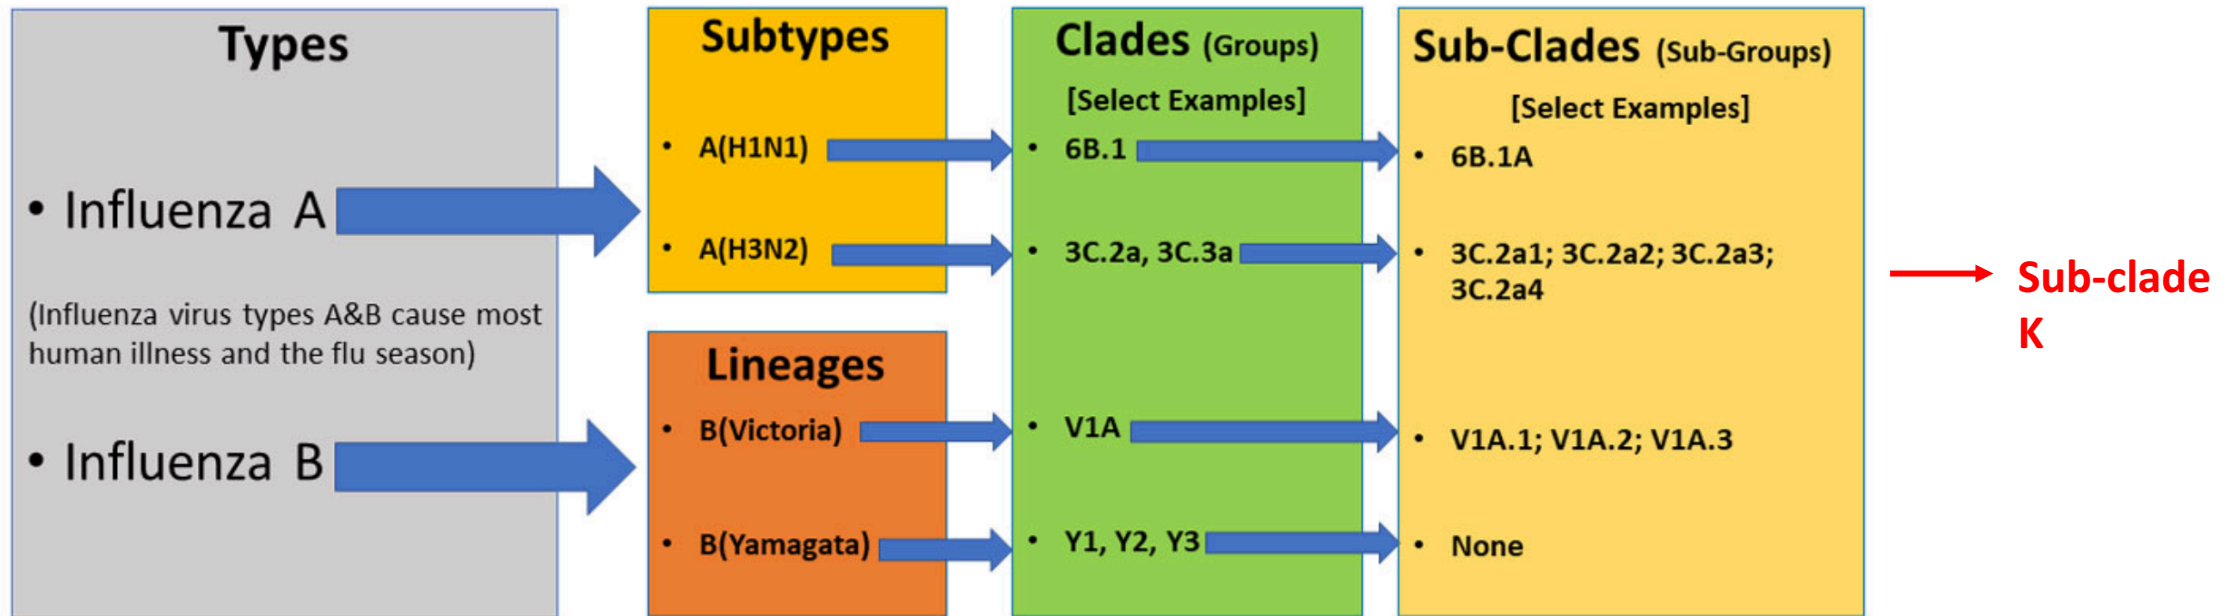 Types
• Influenza A
(Influenza virus types A&B cause most
human illness and the flu season)
• Influenza B
Subtypes
• A(H1N1)
• A(H3N2)
Lineages
• B(Victoria)
• B(Yamagata)
Clades (Groups)
[Select Examples]
• 6B.1
• 3C.2a, 3C.3a
• V1A
• Y1, Y2, Y3
Sub-Clades (Sub-Groups)
[Select Examples]
• 6B.1A
• 3C.2a1; 3C.2a2; 3C.2a3;
3C.2a4
• V1A.1; V1A.2; V1A.3
• None
Sub-clade
K